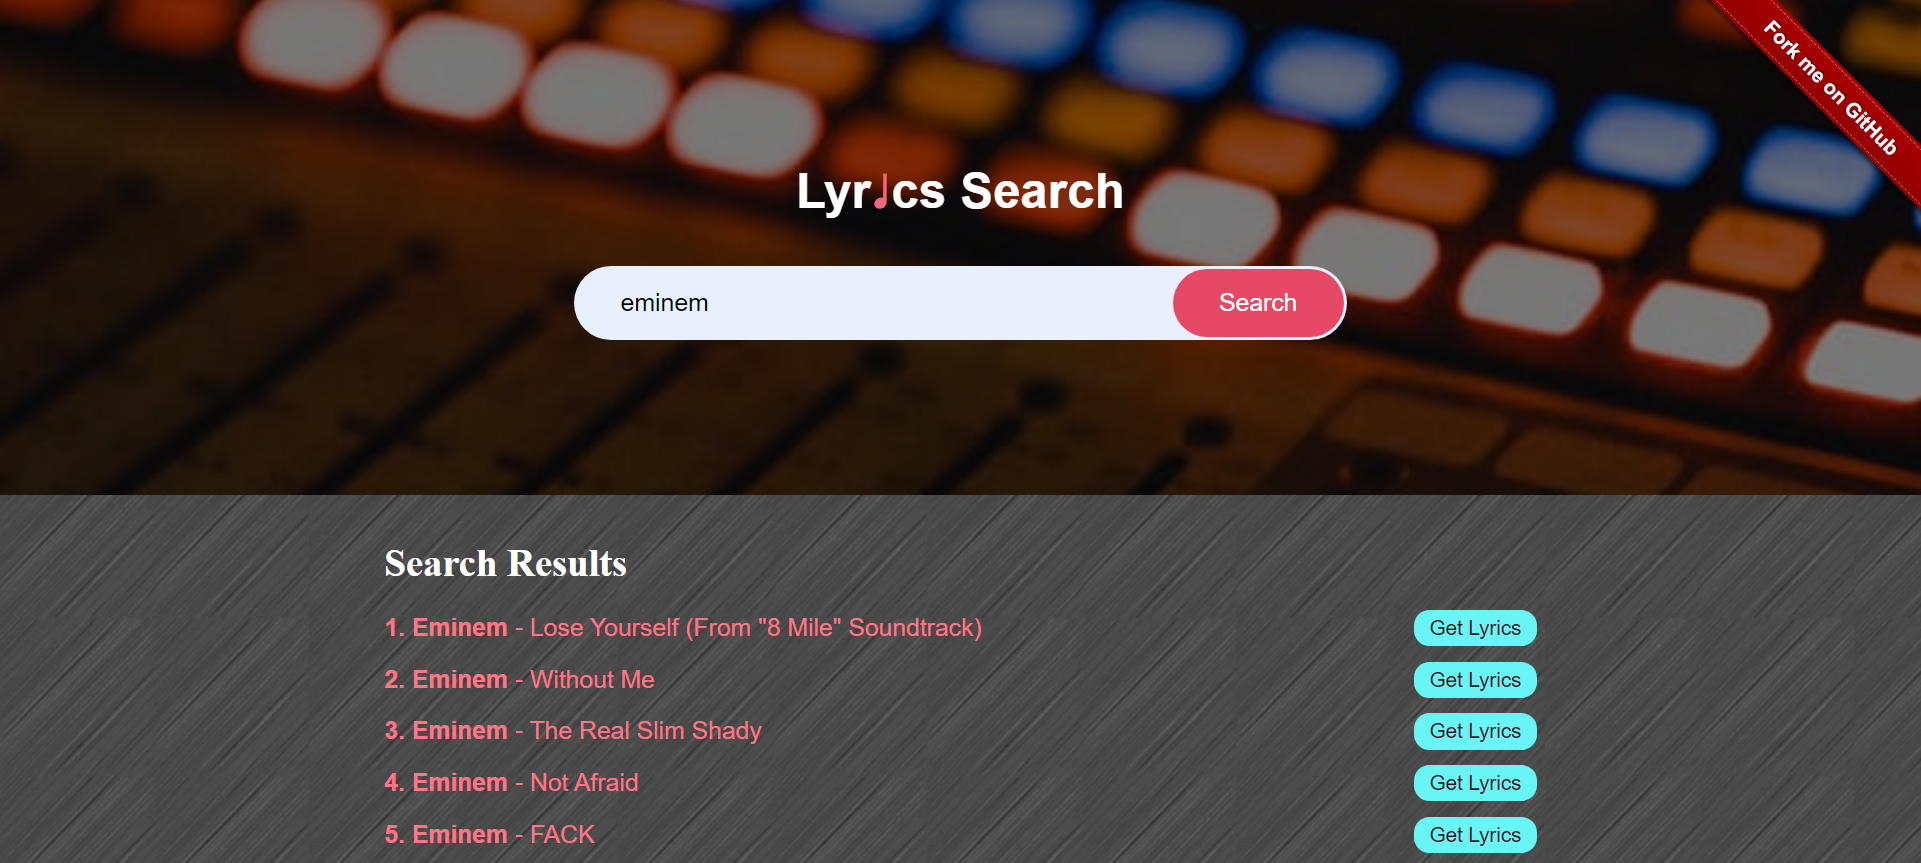 Fork me on GitHub
Lyr♩cs Search
eminem
Search
Search Results
1. Eminem - Lose Yourself (From "8 Mile" Soundtrack)
Get Lyrics
2. Eminem - Without Me
Get Lyrics
3. Eminem - The Real Slim Shady
Get Lyrics
4. Eminem - Not Afraid
Get Lyrics
5. Eminem - FACK
Get Lyrics